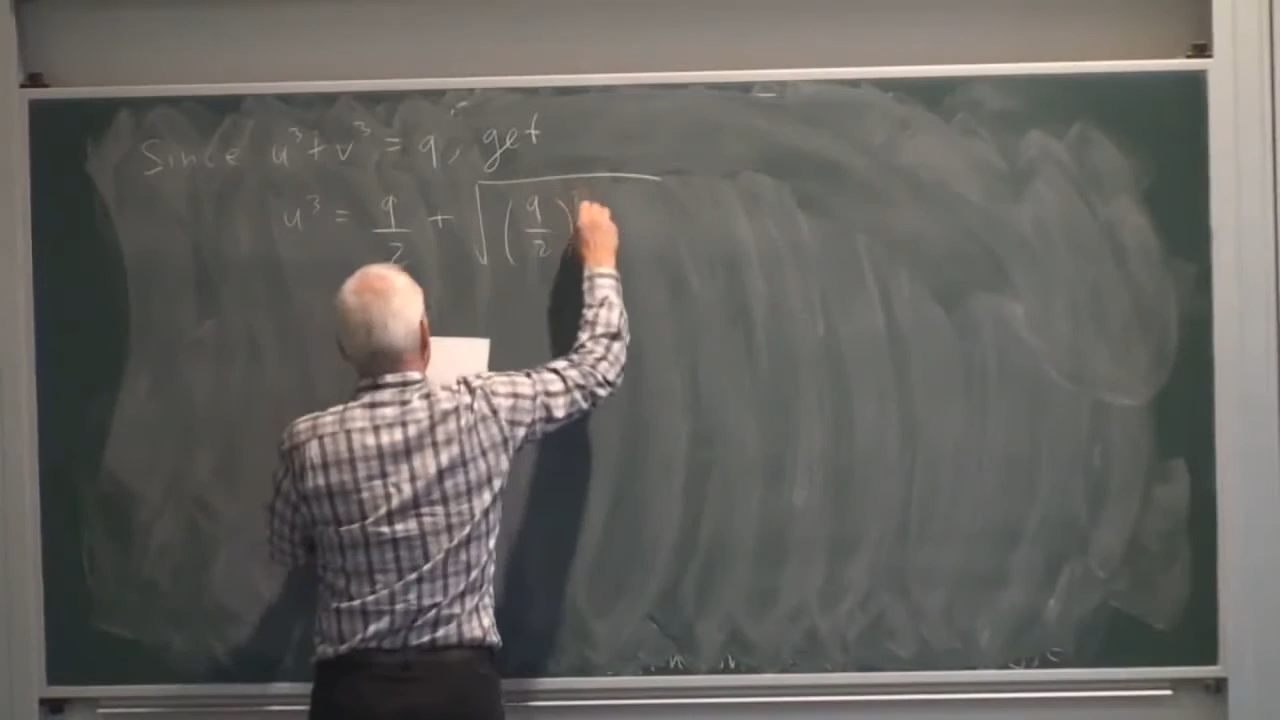 Since u³+v³ = q, get
u³ = q/2 + √(q/2)